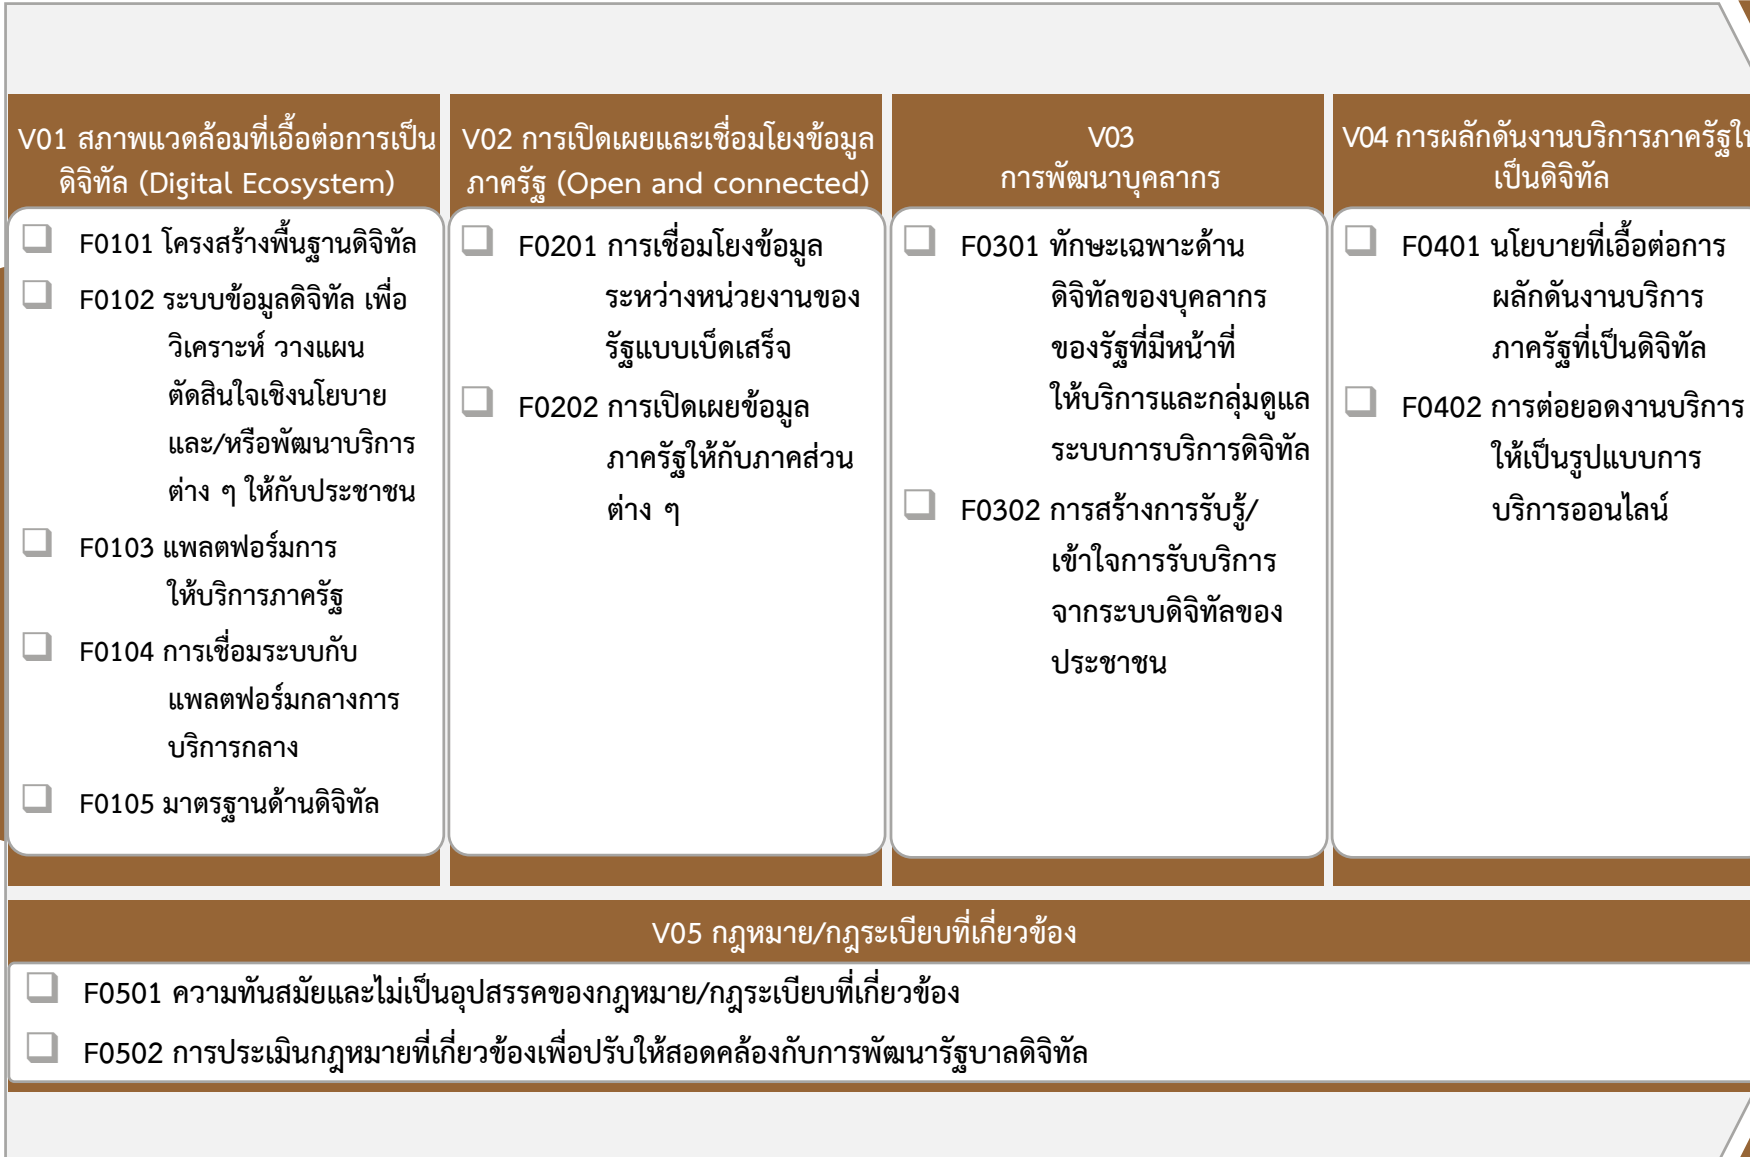 V01 สภาพแวดล้อมที่เอื้อต่อการเป็น
ดิจิทัล (Digital Ecosystem)
F0101 โครงสร้างพื้นฐานดิจิทัล
F0102 ระบบข้อมูลดิจิทัล เพื่อ
วิเคราะห์ วางแผน
ตัดสินใจเชิงนโยบาย
และ/หรือพัฒนาบริการ
ต่าง ๆ ให้กับประชาชน
F0103 แพลตฟอร์มการ
ให้บริการภาครัฐ
F0104 การเชื่อมระบบกับ
แพลตฟอร์มกลางการ
บริการกลาง
F0105 มาตรฐานด้านดิจิทัล
V02 การเปิดเผยและเชื่อมโยงข้อมูล
ภาครัฐ (Open and connected)
F0201 การเชื่อมโยงข้อมูล
ระหว่างหน่วยงานของ
รัฐแบบเบ็ดเสร็จ
F0202 การเปิดเผยข้อมูล
ภาครัฐให้กับภาคส่วน
ต่าง ๆ
V03
การพัฒนาบุคลากร
F0301 ทักษะเฉพาะด้าน
ดิจิทัลของบุคลากร
ของรัฐที่มีหน้าที่
ให้บริการและกลุ่มดูแล
ระบบการบริการดิจิทัล
F0302 การสร้างการรับรู้/
เข้าใจการรับบริการ
จากระบบดิจิทัลของ
ประชาชน
V04 การผลักดันงานบริการภาครัฐ
เป็นดิจิทัล
F0401 นโยบายที่เอื้อต่อการ
ผลักดันงานบริการ
ภาครัฐที่เป็นดิจิทัล
F0402 การต่อยอดงานบริการ
ให้เป็นรูปแบบการ
บริการออนไลน์
V05 กฎหมาย/กฎระเบียบที่เกี่ยวข้อง
F0501 ความทันสมัยและไม่เป็นอุปสรรคของกฎหมาย/กฎระเบียบที่เกี่ยวข้อง
F0502 การประเมินกฎหมายที่เกี่ยวข้องเพื่อปรับให้สอดคล้องกับการพัฒนารัฐบาลดิจิทัล